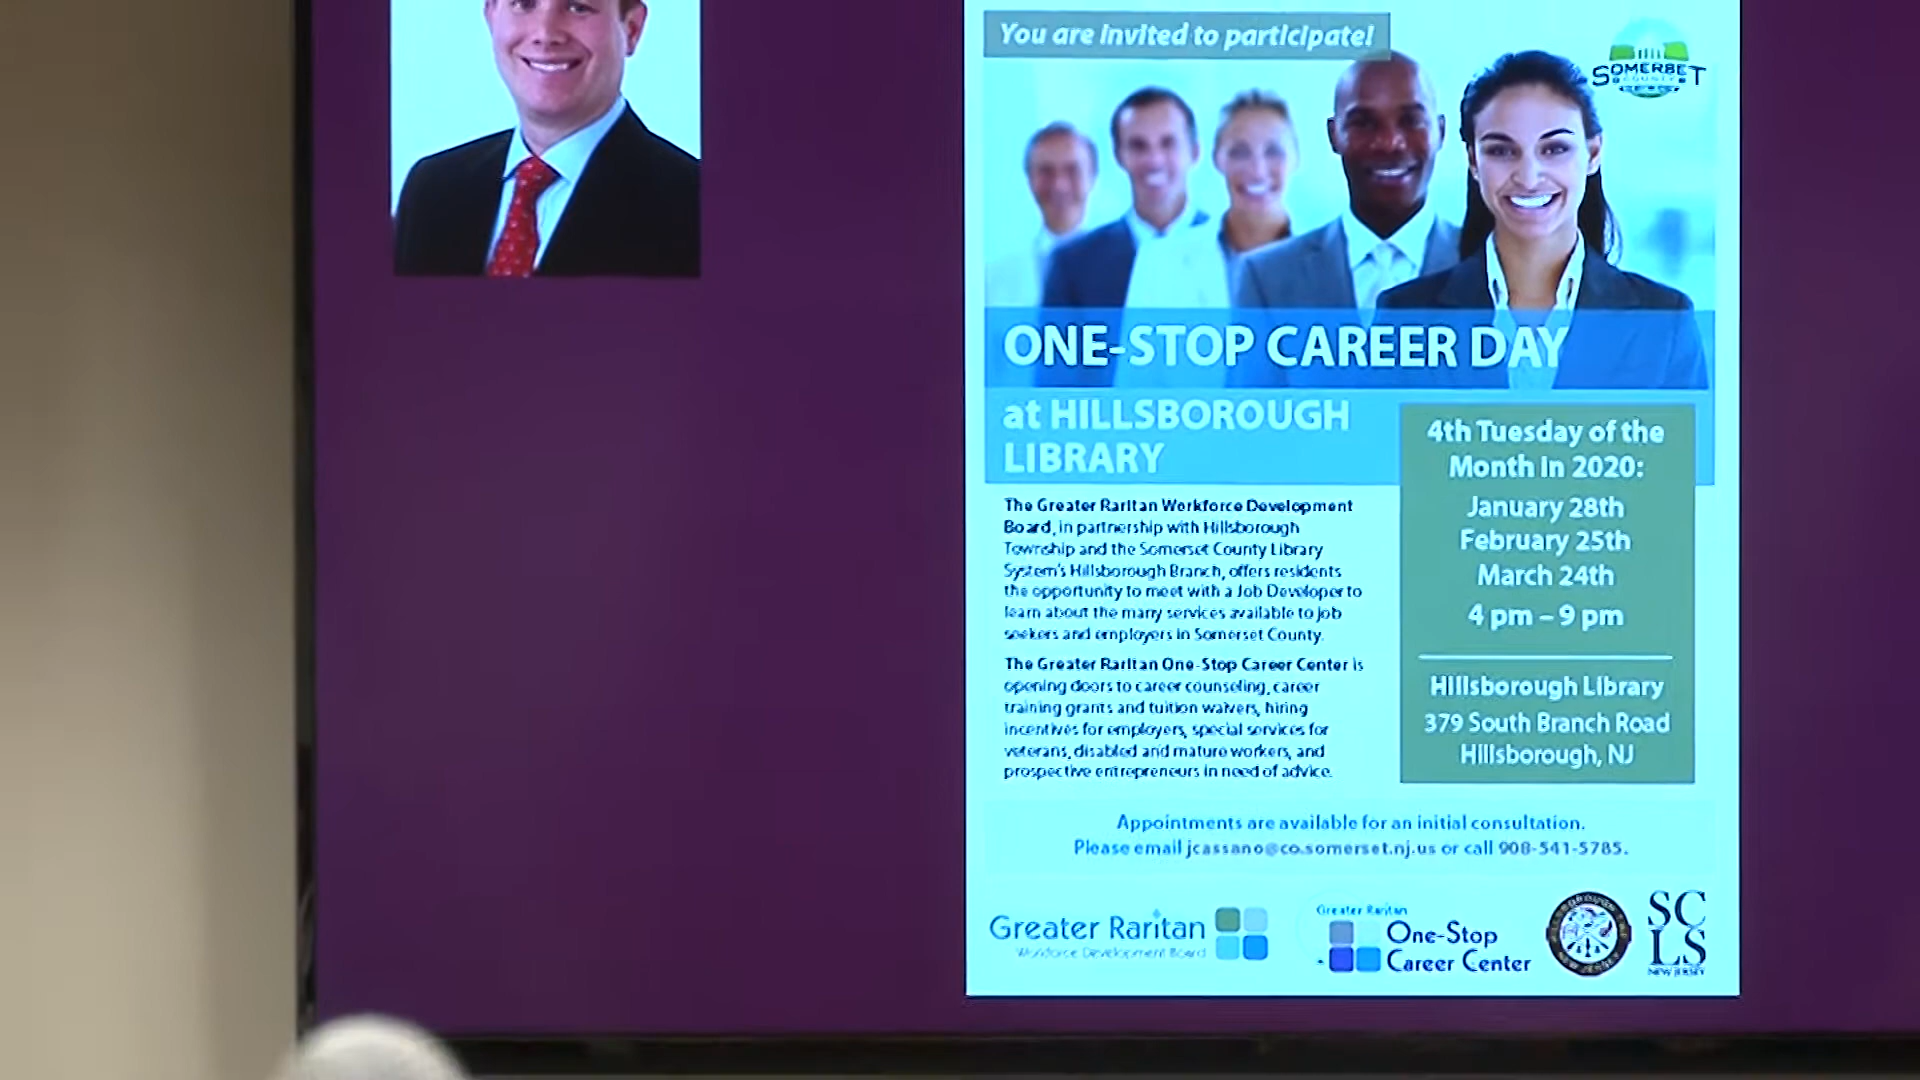 You are invited to participate!
SOMERSET
COUNTY
ONE-STOP CAREER DAY
at HILLSBOROUGH
LIBRARY
4th Tuesday of the
Month in 2020:
January 28th
February 25th
March 24th
4 pm – 9 pm
Hillsborough Library
379 South Branch Road
Hillsborough, NJ
The Greater Raritan Workforce Development
Board, in partnership with Hillsborough
Township and the Somerset County Library
System's Hillsborough Branch, offers residents
the opportunity to meet with a Job Developer to
learn about the many services available to job
seekers and employers in Somerset County.
The Greater Raritan One-Stop Career Center is
opening doors to career counseling, career
training grants and tuition waivers, hiring
incentives for employers, special services for
veterans, disabled and mature workers, and
prospective entrepreneurs in need of advice.
Appointments are available for an initial consultation.
Please email jcassano@co.somerset.nj.us or call 908-541-5785.
Greater Raritan
Workforce Development Board
Greater Raritan
One-Stop
Career Center
SC
LS
NEW JERSEY